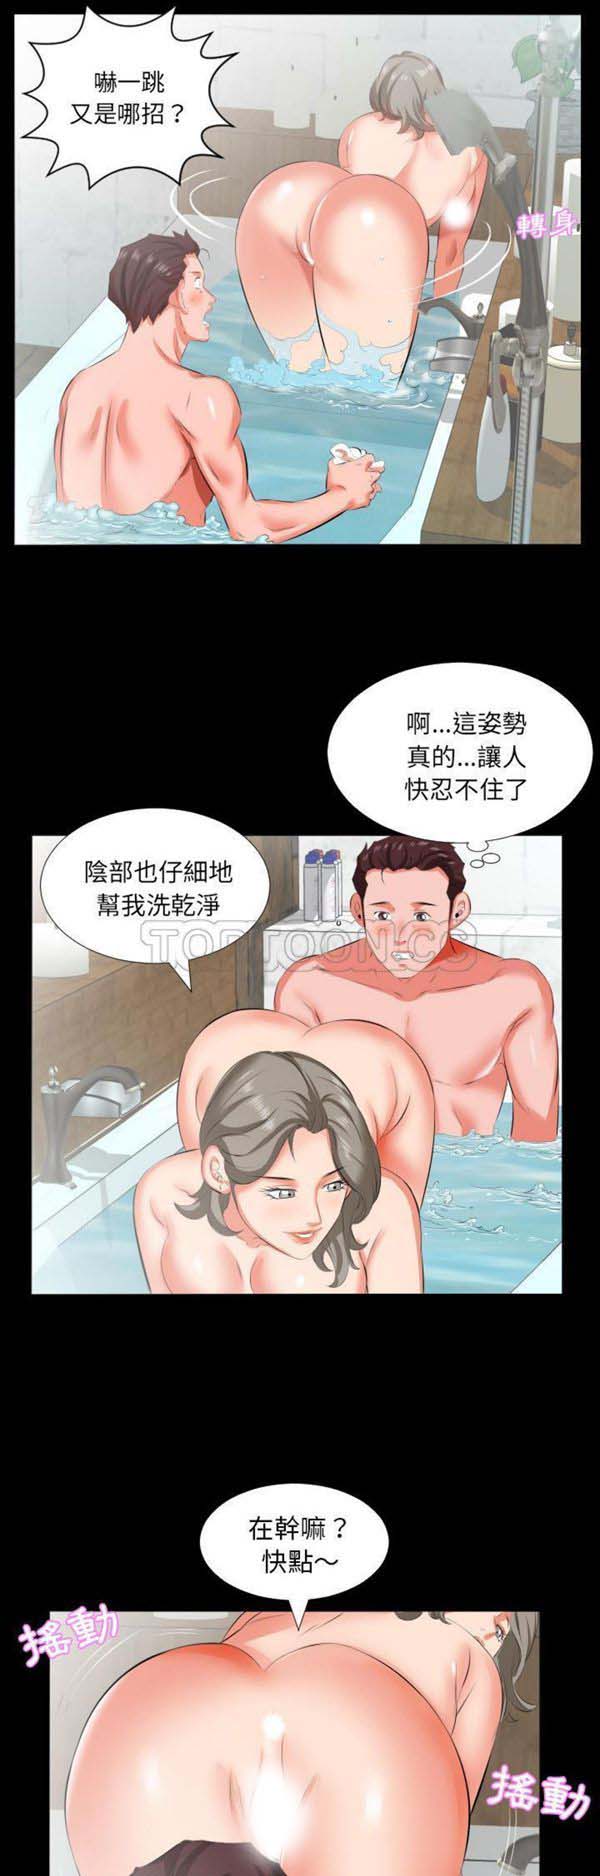 嚇一跳
又是哪招？
轉身
啊...這姿勢
真的...讓人
快忍不住了
陰部也仔細地
幫我洗乾淨
TOPTOON.CC
在幹嘛？
快點～
搖動
搖動